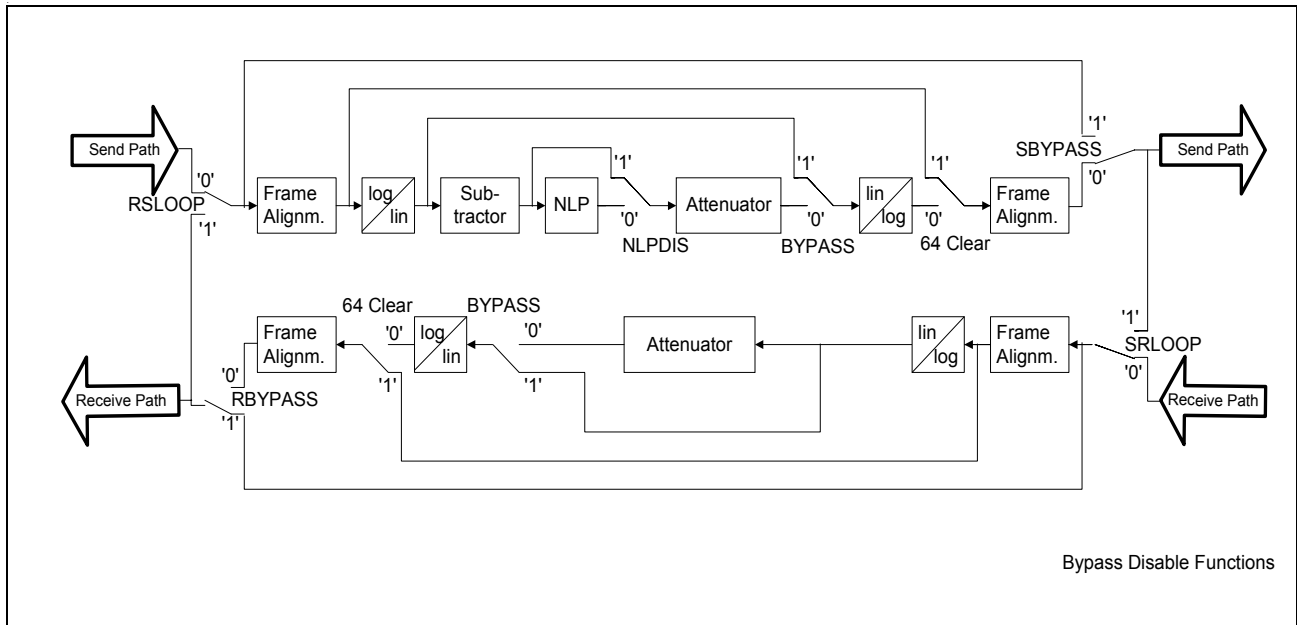 '1'
'1'
'1'
'1'
SBYPASS
Send Path
Send Path
'0'
RSLOOP
'1'
Frame
Alignm.
log
lin
Sub-
tractor
NLP
'0'
NLPDIS
Attenuator
'0'
BYPASS
lin
log
'0'
64 Clear
Frame
Alignm.
'0'
64 Clear
BYPASS
Frame
Alignm.
'0'
log
lin
'0'
Attenuator
lin
log
Frame
Alignm.
'1'
SRLOOP
'0'
'1'
'1'
'0'
RBYPASS
'1'
Receive Path
Receive Path
Bypass Disable Functions